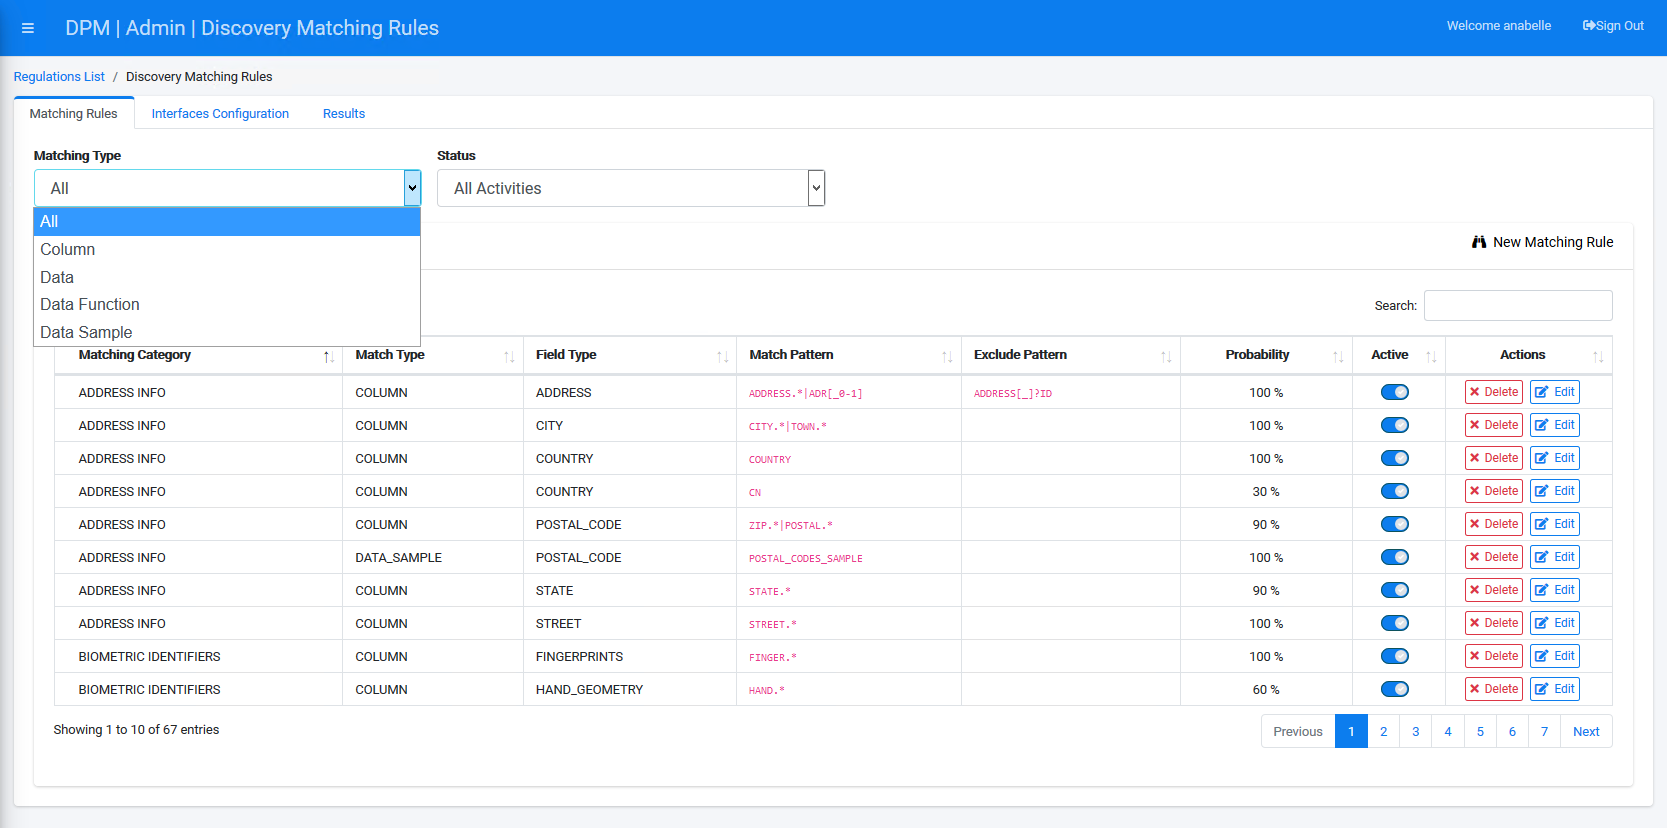 DPM | Admin | Discovery Matching Rules
Welcome anabelle
Sign Out
Regulations List / Discovery Matching Rules
Matching Rules
Interfaces Configuration
Results
Matching Type
Status
All
All Activities
All
Column
Data
Data Function
Data Sample
New Matching Rule
Search:
Matching Category Match Type Field Type Match Pattern Exclude Pattern Probability Active Actions
ADDRESS INFO COLUMN ADDRESS ADDRESS.*|ADR[_0-1] ADDRESS[_]?ID 100 % Delete Edit
ADDRESS INFO COLUMN CITY CITY.*|TOWN.* 100 % Delete Edit
ADDRESS INFO COLUMN COUNTRY COUNTRY 100 % Delete Edit
ADDRESS INFO COLUMN COUNTRY CN 30 % Delete Edit
ADDRESS INFO COLUMN POSTAL_CODE ZIP.*|POSTAL.* 90 % Delete Edit
ADDRESS INFO DATA_SAMPLE POSTAL_CODE POSTAL_CODES_SAMPLE 100 % Delete Edit
ADDRESS INFO COLUMN STATE STATE.* 90 % Delete Edit
ADDRESS INFO COLUMN STREET STREET.* 100 % Delete Edit
BIOMETRIC IDENTIFIERS COLUMN FINGERPRINTS FINGER.* 100 % Delete Edit
BIOMETRIC IDENTIFIERS COLUMN HAND_GEOMETRY HAND.* 60 % Delete Edit
Showing 1 to 10 of 67 entries
Previous 1 2 3 4 5 6 7 Next